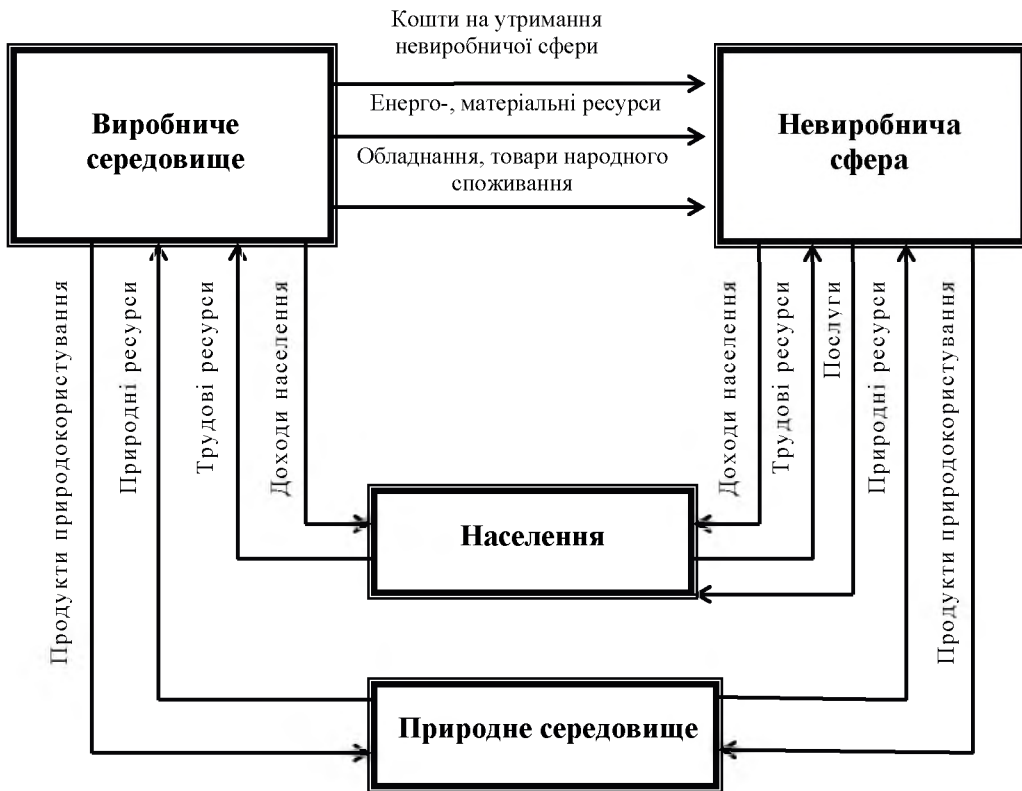 Кошти на утримання
невиробничої сфери
Виробниче
середовище
Енерго-, матеріальні ресурси
Обладнання, товари народного
споживання
Невиробнича
сфера
Продукти природокористування
Природні ресурси
Трудові ресурси
Доходи населення
Доходи населення
Трудові ресурси
Послуги
Природні ресурси
Продукти природокористування
Населення
Природне середовище